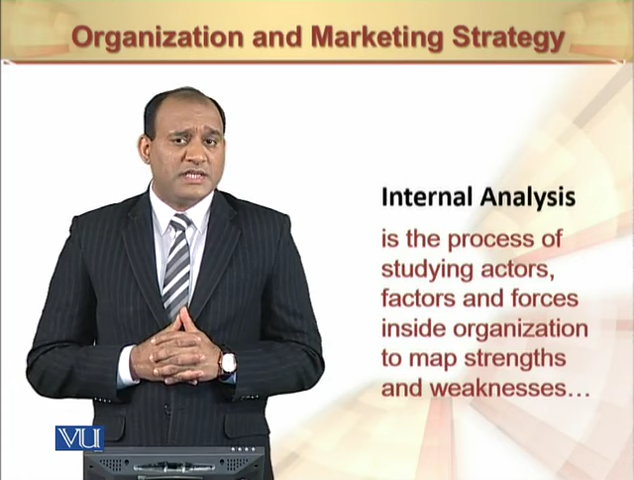 Organization and Marketing Strategy
Internal Analysis
is the process of
studying actors,
factors and forces
inside organization
to map strengths
and weaknesses...
VU